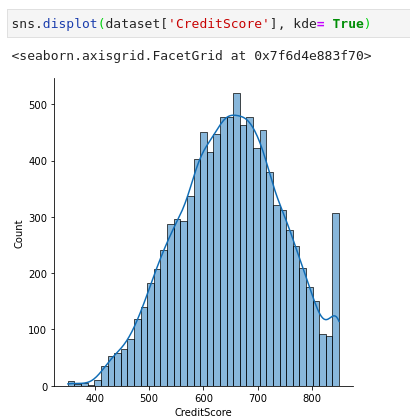 sns.displot(dataset['CreditScore'], kde= True)
<seaborn.axisgrid.FacetGrid at 0x7f6d4e883f70>
500
400
300
200
100
0
Count
400 500 600 700 800
CreditScore